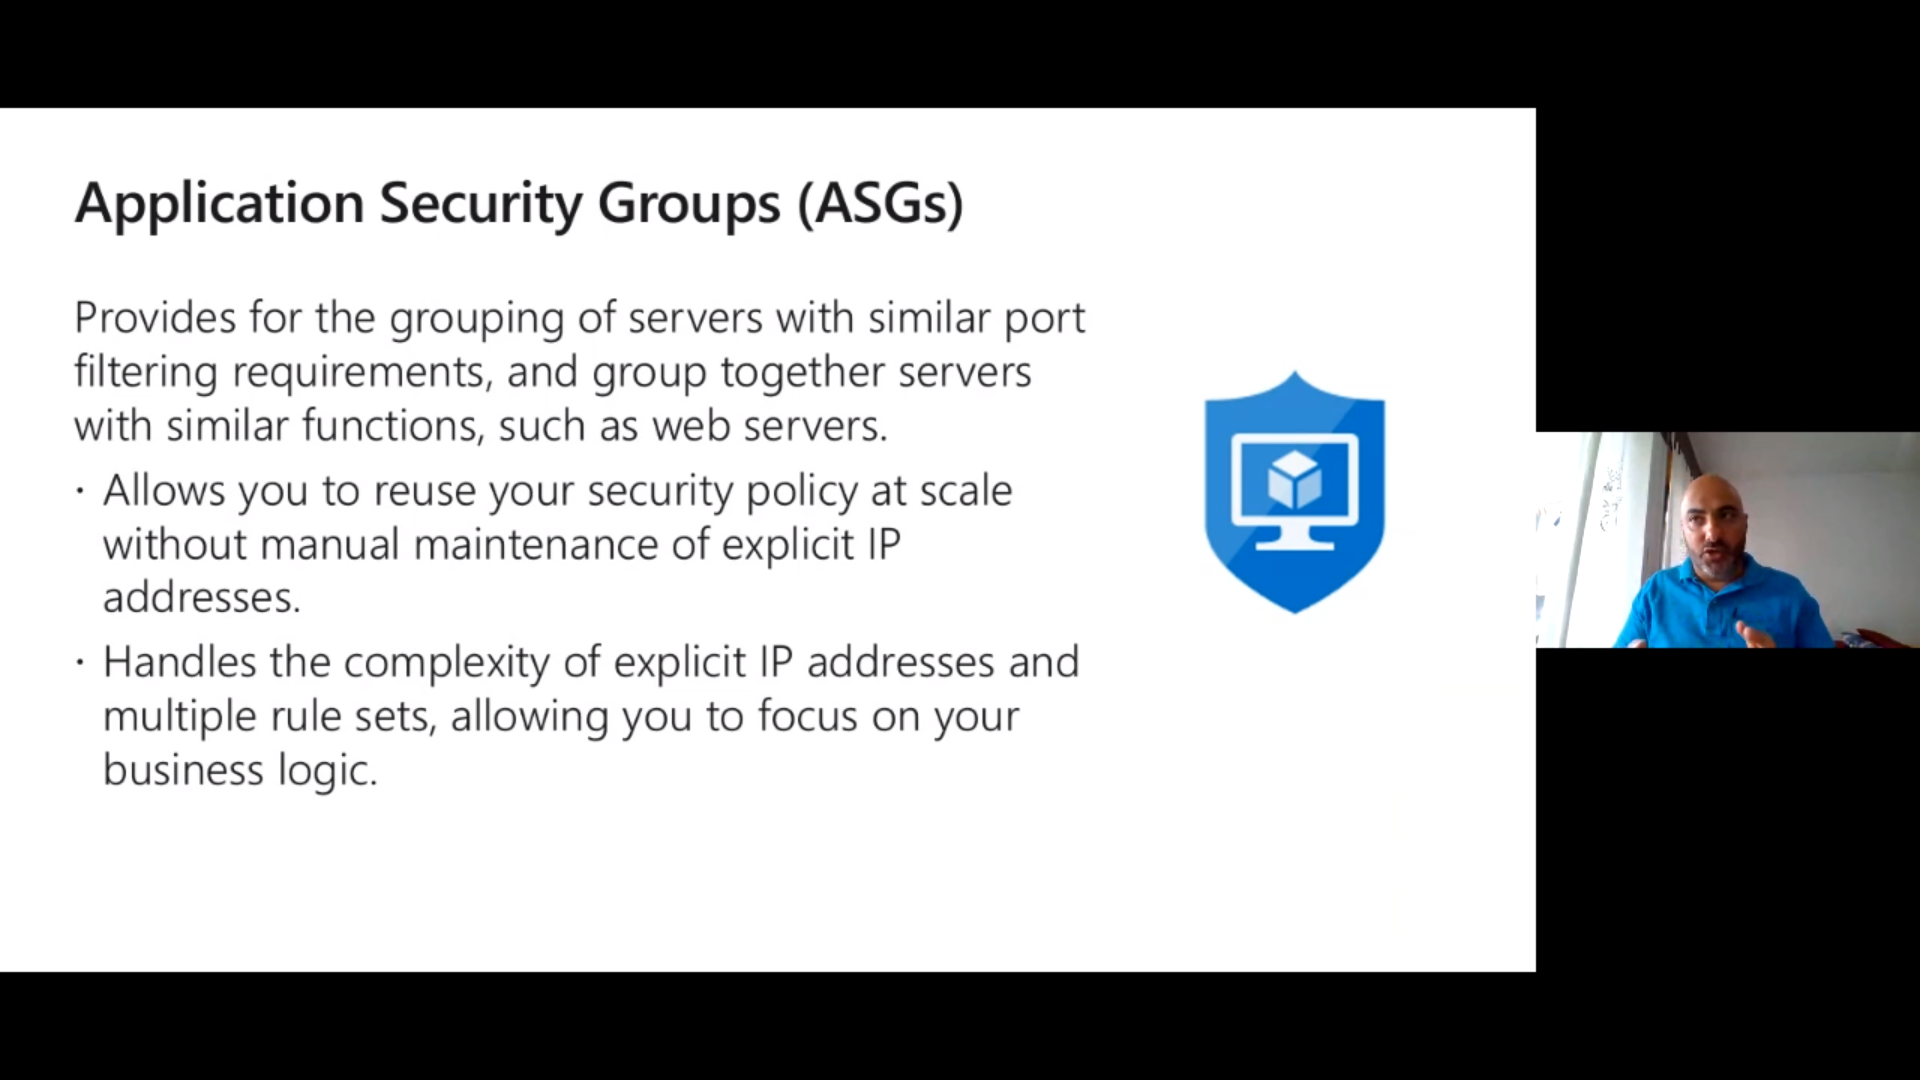 Application Security Groups (ASGs)
Provides for the grouping of servers with similar port
filtering requirements, and group together servers
with similar functions, such as web servers.
· Allows you to reuse your security policy at scale
without manual maintenance of explicit IP
addresses.
· Handles the complexity of explicit IP addresses and
multiple rule sets, allowing you to focus on your
business logic.